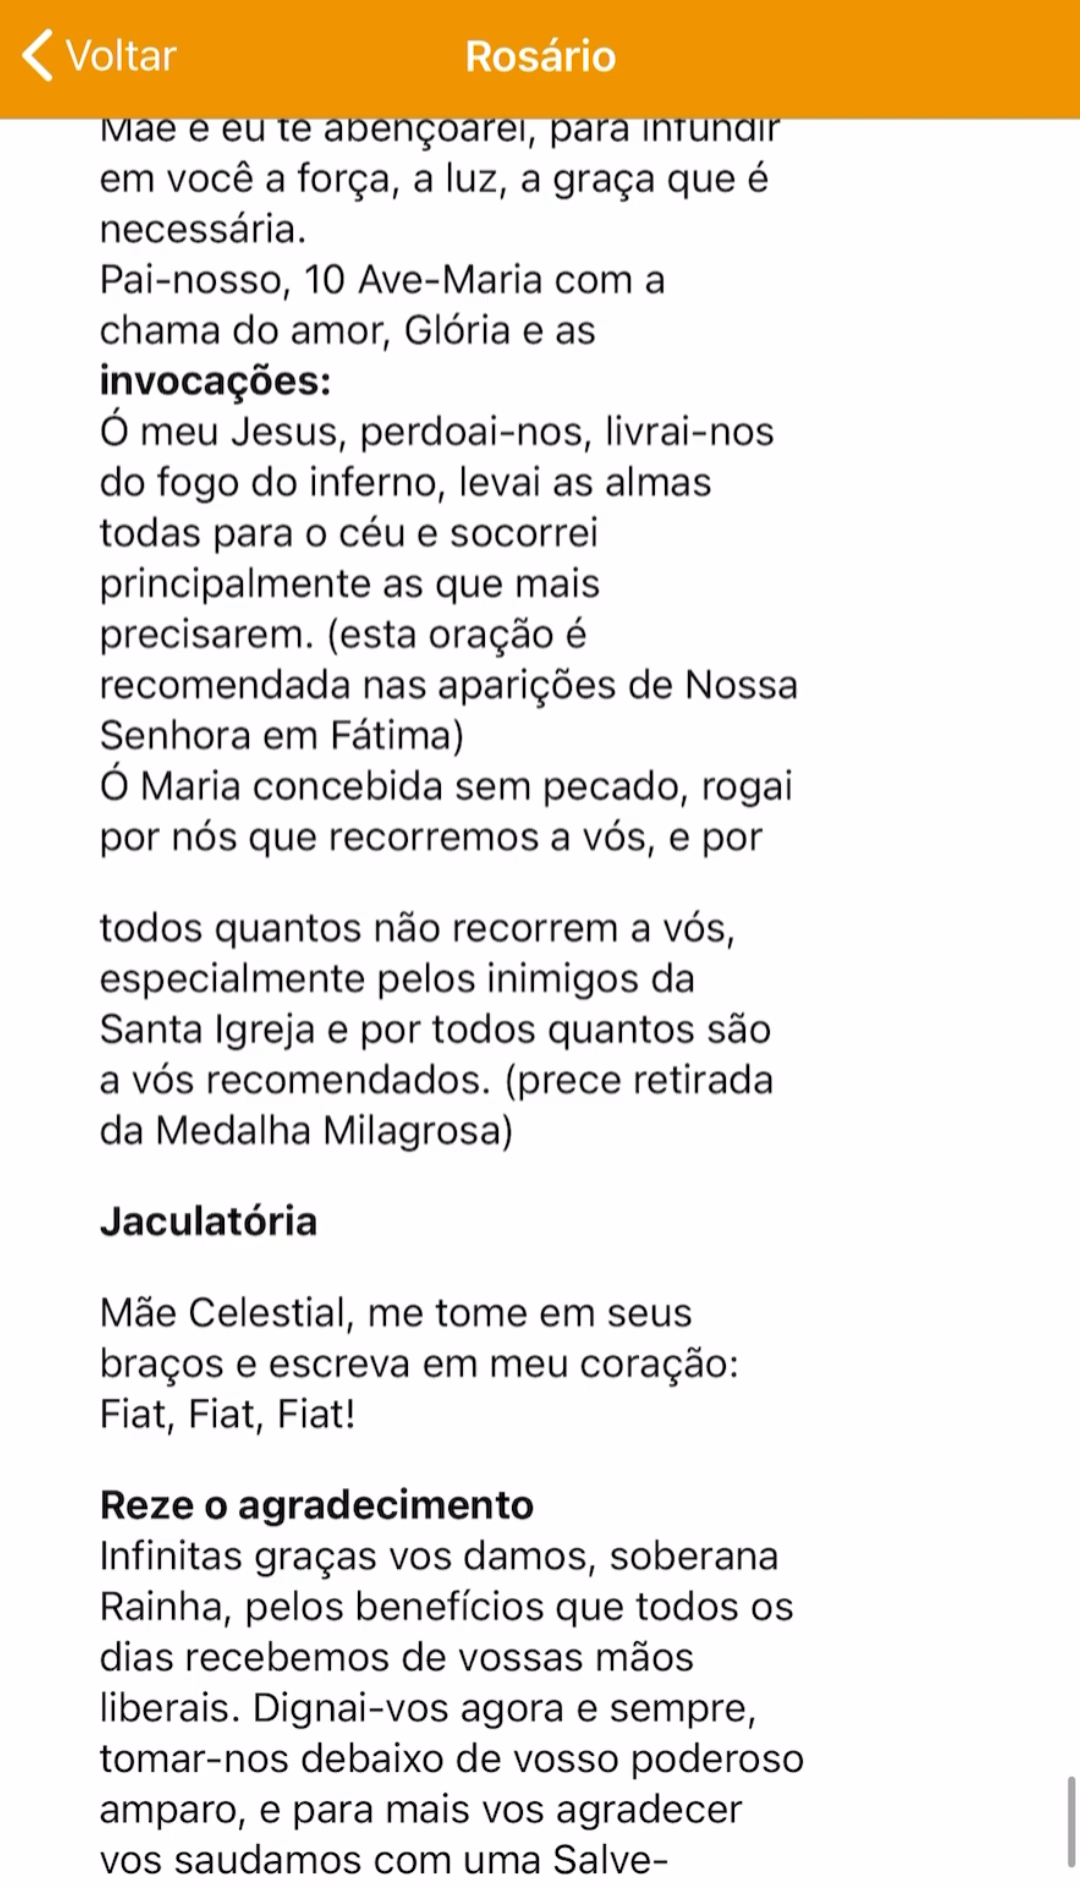 Voltar
Rosário
Mãe e eu te abençoarei, para infundir
em você a força, a luz, a graça que é
necessária.
Pai-nosso, 10 Ave-Maria com a
chama do amor, Glória e as
invocações:
Ó meu Jesus, perdoai-nos, livrai-nos
do fogo do inferno, levai as almas
todas para o céu e socorrei
principalmente as que mais
precisarem. (esta oração é
recomendada nas aparições de Nossa
Senhora em Fátima)
Ó Maria concebida sem pecado, rogai
por nós que recorremos a vós, e por
todos quantos não recorrem a vós,
especialmente pelos inimigos da
Santa Igreja e por todos quantos são
a vós recomendados. (prece retirada
da Medalha Milagrosa)
Jaculatória
Mãe Celestial, me tome em seus
braços e escreva em meu coração:
Fiat, Fiat, Fiat!
Reze o agradecimento
Infinitas graças vos damos, soberana
Rainha, pelos benefícios que todos os
dias recebemos de vossas mãos
liberais. Dignai-vos agora e sempre,
tomar-nos debaixo de vosso poderoso
amparo, e para mais vos agradecer
vos saudamos com uma Salve-